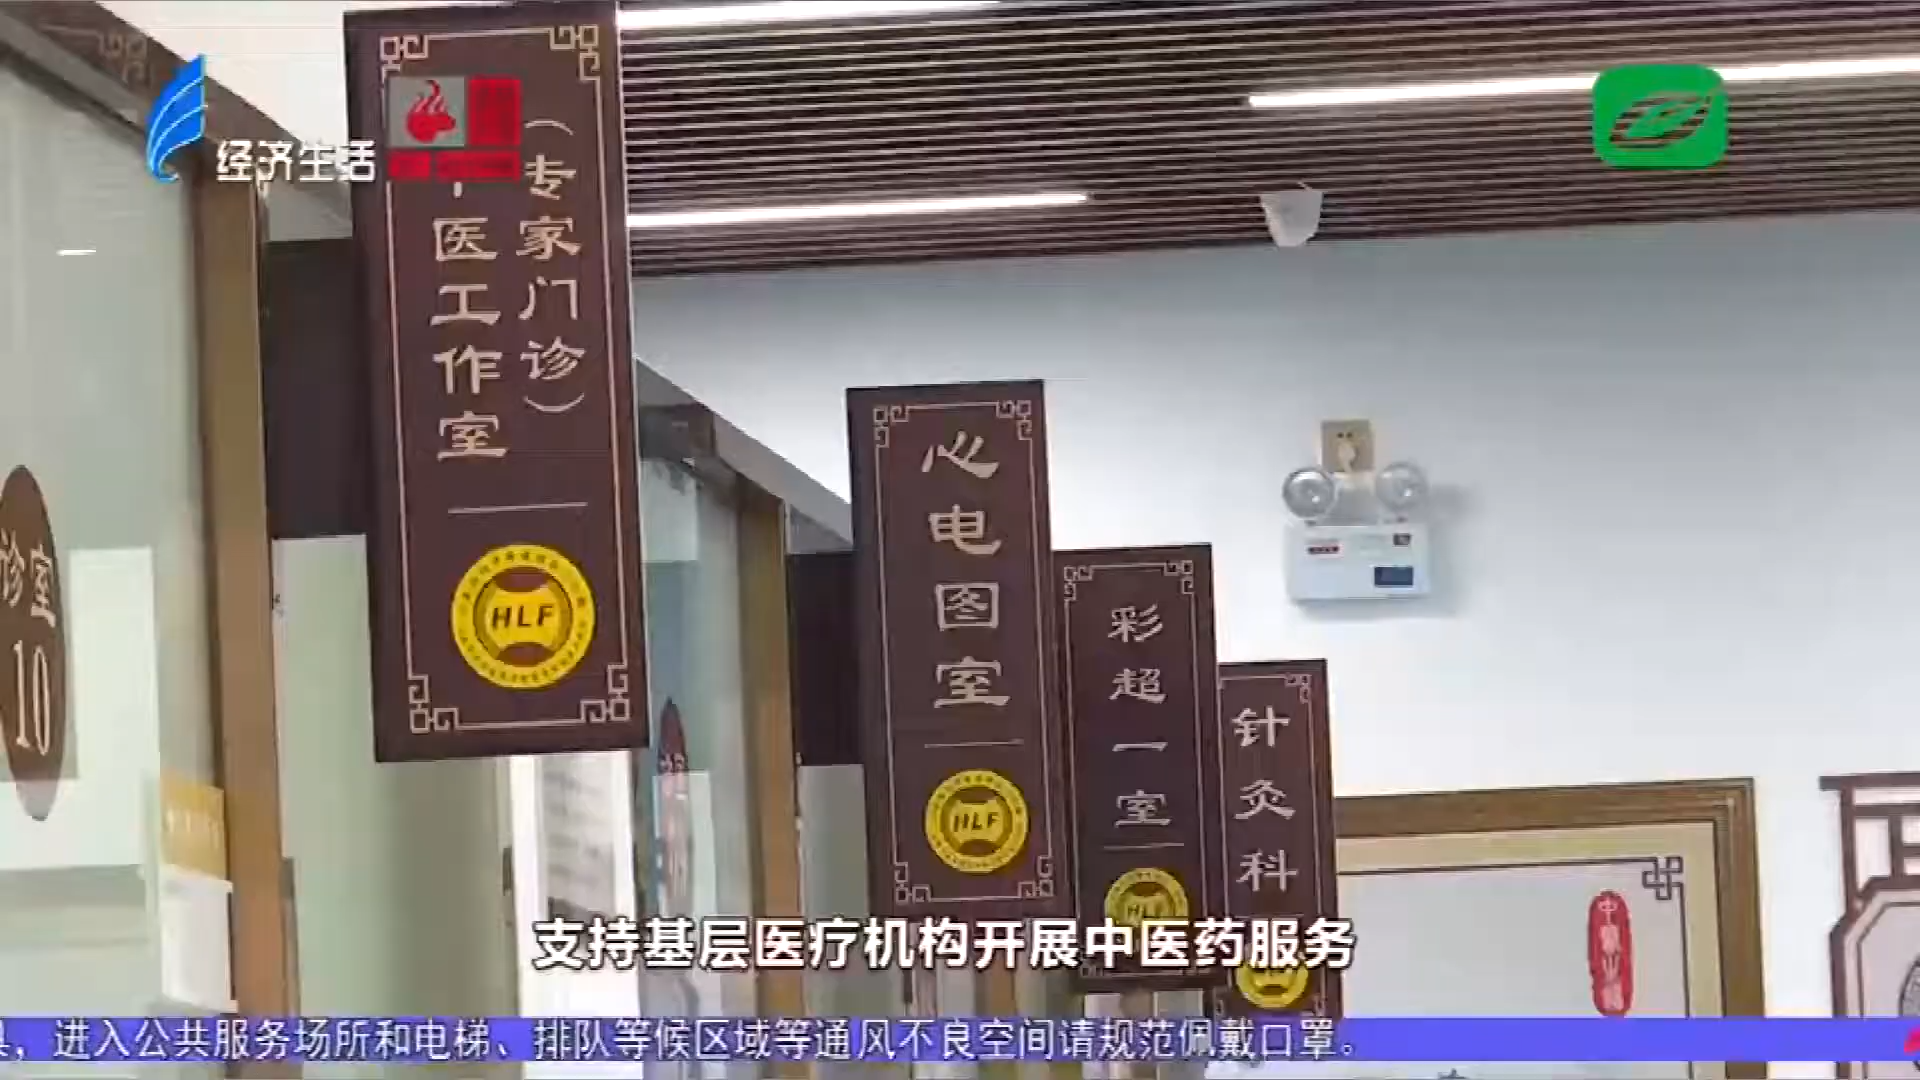 经济生活
（专家门诊）
医工作室
HLF
心电图室
HLF
彩超一室
HLF
针灸科
诊室
10
支持基层医疗机构开展中医药服务
，进入公共服务场所和电梯、排队等候区域等通风不良空间请规范佩戴口罩。